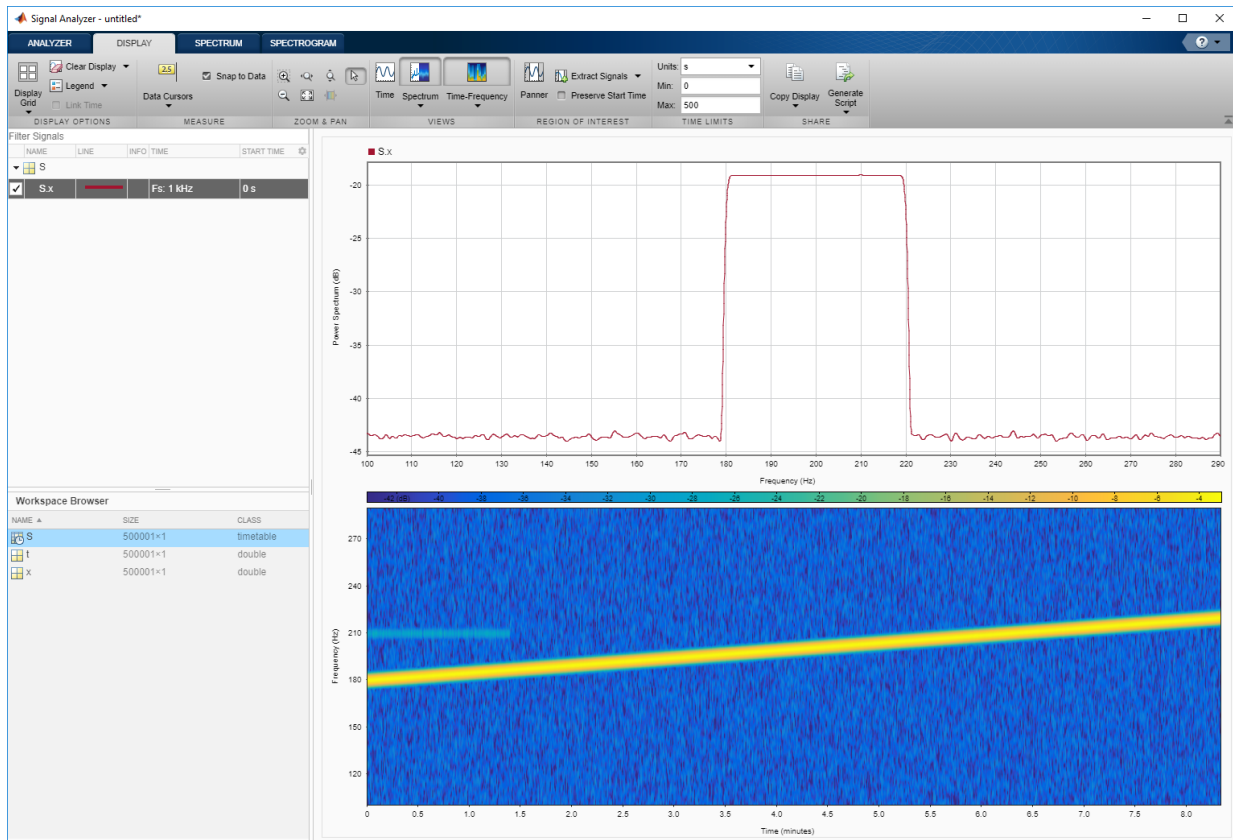 Signal Analyzer - untitled*
ANALYZER DISPLAY SPECTRUM SPECTROGRAM
?
Display Grid
Clear Display
Legend
Link Time
2.5
Data Cursors
Snap to Data
Time Spectrum Time-Frequency
Panner
Extract Signals
Preserve Start Time
Units: s
Min: 0
Max: 500
Copy Display
Generate Script
DISPLAY OPTIONS MEASURE ZOOM & PAN VIEWS REGION OF INTEREST TIME LIMITS SHARE
Filter Signals
NAME LINE INFO TIME START TIME
S
S.x Fs: 1 kHz 0 s
Workspace Browser
NAME SIZE CLASS
S 500001×1 timetable
t 500001×1 double
x 500001×1 double
S.x
Power Spectrum (dB)
-20
-25
-30
-35
-40
-45
100 110 120 130 140 150 160 170 180 190 200 210 220 230 240 250 260 270 280 290
Frequency (Hz)
-42 (dB) -40 -38 -36 -34 -32 -30 -28 -26 -24 -22 -20 -18 -16 -14 -12 -10 -8 -6 -4
Frequency (Hz)
270
240
210
180
150
120
0 0.5 1.0 1.5 2.0 2.5 3.0 3.5 4.0 4.5 5.0 5.5 6.0 6.5 7.0 7.5 8.0
Time (minutes)